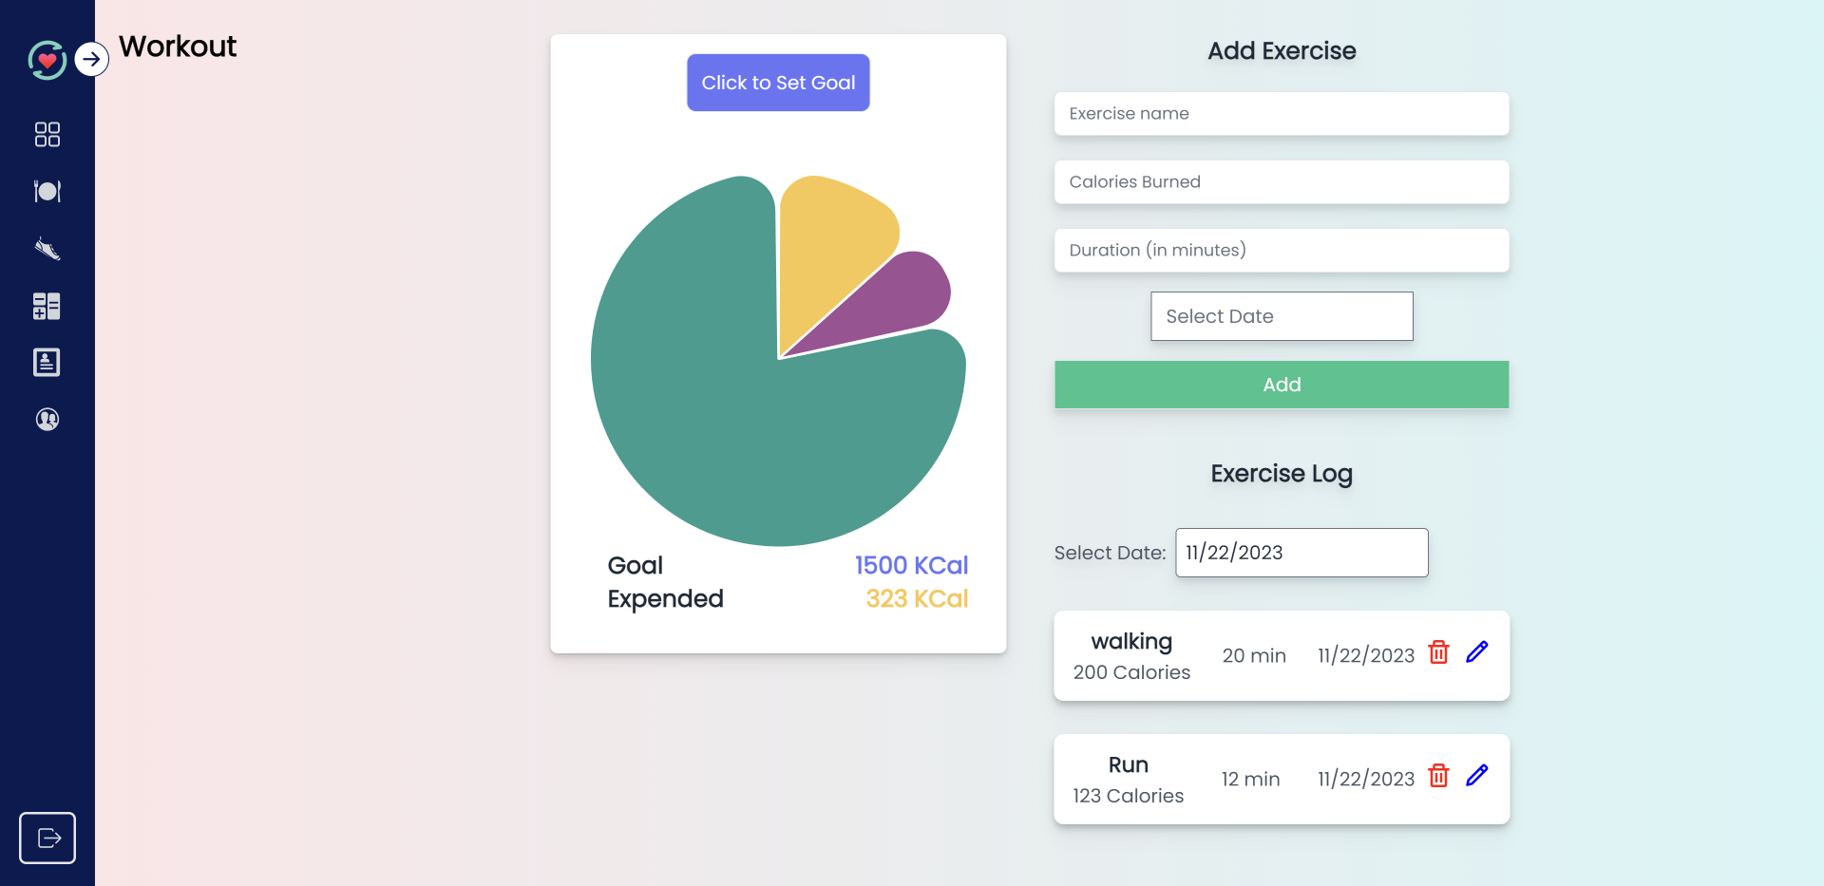 Workout
Click to Set Goal
Goal 1500 KCal
Expended 323 KCal
Add Exercise
Exercise name
Calories Burned
Duration (in minutes)
Select Date
Add
Exercise Log
Select Date: 11/22/2023
walking
200 Calories
20 min
11/22/2023
Run
123 Calories
12 min
11/22/2023